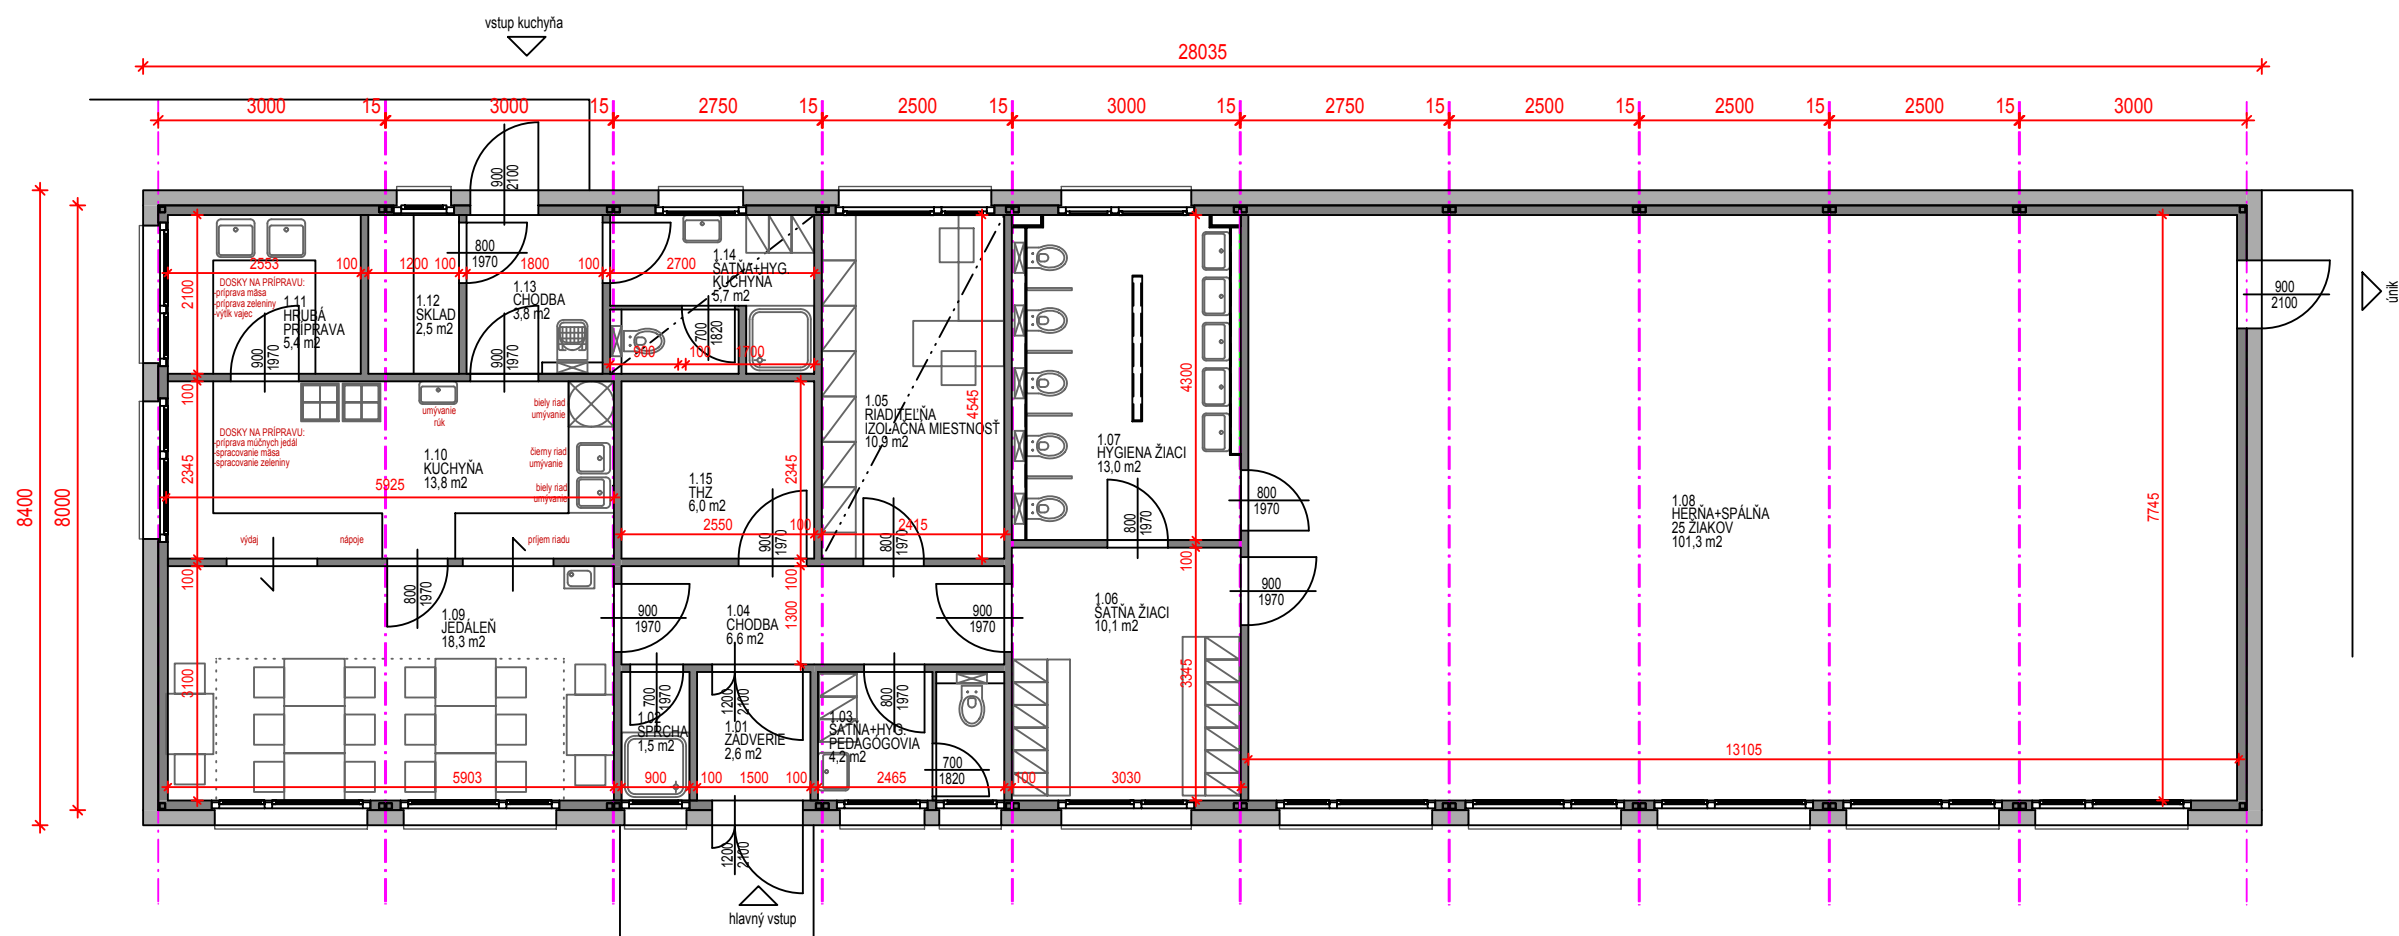 vstup kuchyňa
28035
3000 15 3000 15 2750 15 2500 15 3000 15 2750 15 2500 15 2500 15 2500 15 3000
8400
8000
900
2100
2553 100 1200 100 1800 100 2700
2100
DOSKY NA PRÍPRAVU:
-príprava mäsa
-príprava zeleniny
-výtlk vajec
1.11
HRUBÁ
PRÍPRAVA
5,4 m2
900
1970
1.12
SKLAD
2,5 m2
800
1970
1.13
CHODBA
3,8 m2
900
1970
1.14
ŠATŇA+HYG.
KUCHYŇA
5,7 m2
700
1820
900 100 1700
100
2345
DOSKY NA PRÍPRAVU:
-príprava múčnych jedál
-spracovanie mäsa
-spracovanie zeleniny
umývanie
rúk
biely riad
umývanie
čierny riad
umývanie
biely riad
umývanie
1.10
KUCHYŇA
13,8 m2
5925
výdaj
nápoje
príjem riadu
1.15
THZ
6,0 m2
2345
2550 100 2415
900
1970
1.05
RIADITEĽŇA
IZOLAČNÁ MIESTNOSŤ
10,9 m2
4545
800
1970
1.07
HYGIENA ŽIACI
13,0 m2
4300
800
1970
800
1970
900
1970
1.08
HERŇA+SPÁLŇA
25 ŽIAKOV
101,3 m2
7745
13105
900
2100
únik
100
3100
800
1970
1.09
JEDÁLEŇ
18,3 m2
5903
900
1970
1.04
CHODBA
6,6 m2
100
1300
900
1970
1.06
ŠATŇA ŽIACI
10,1 m2
100
3345
3030
700
1970
1.02
SPRCHA
1,5 m2
900
1200
2100
1.01
ZÁDVERIE
2,6 m2
100 1500 100
800
1970
1.03
ŠATŇA+HYG.
PEDAGÓGOVIA
4,2 m2
2465
700
1820
100
1200
2100
hlavný vstup